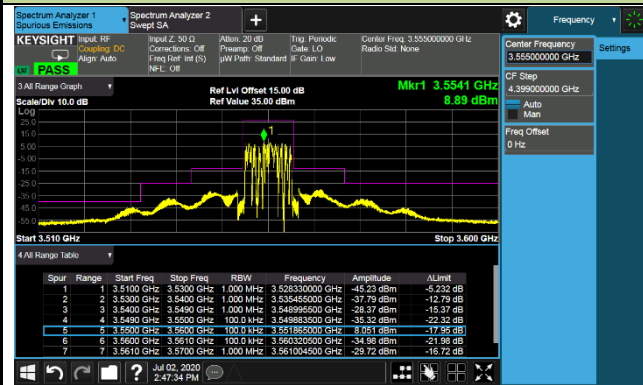 Spectrum Analyzer 1
Spurious Emissions
Spectrum Analyzer 2
Swept SA
+
Frequency
KEYSIGHT
Input: RF
Coupling: DC
Align: Auto
Input Z: 50 Ω
Corrections: Off
Freq Ref: Int (S)
NFE: Off
Atten: 20 dB
Preamp: Off
µW Path: Standard
Trig: Periodic
Gate: LO
IF Gain: Low
Center Freq: 3.555000000 GHz
Radio Std: None
PASS
Center Frequency
3.555000000 GHz
Settings
CF Step
4.399000000 GHz
Auto
Man
Freq Offset
0 Hz
3 All Range Graph
Scale/Div 10.0 dB
Ref Lvl Offset 15.00 dB
Ref Value 35.00 dBm
Mkr1 3.5541 GHz
8.89 dBm
Log
25.0
15.0
5.00
-5.00
-15.0
-25.0
-35.0
-45.0
-55.0
1
Start 3.510 GHz
Stop 3.600 GHz
4 All Range Table
Spur Range Start Freq Stop Freq RBW Frequency Amplitude ΔLimit
1 1 3.5100 GHz 3.5300 GHz 1.000 MHz 3.528330000 GHz -45.23 dBm -5.232 dB
2 2 3.5300 GHz 3.5400 GHz 1.000 MHz 3.535455000 GHz -37.79 dBm -12.79 dB
3 3 3.5400 GHz 3.5490 GHz 1.000 MHz 3.548995500 GHz -28.37 dBm -15.37 dB
4 4 3.5490 GHz 3.5500 GHz 100.0 kHz 3.549883500 GHz -35.32 dBm -22.32 dB
5 5 3.5500 GHz 3.5600 GHz 100.0 kHz 3.551865000 GHz 8.051 dBm -17.95 dB
6 6 3.5600 GHz 3.5610 GHz 100.0 kHz 3.560320500 GHz -34.98 dBm -21.98 dB
7 7 3.5610 GHz 3.5700 GHz 1.000 MHz 3.561004500 GHz -29.72 dBm -16.72 dB
?
Jul 02, 2020
2:47:34 PM